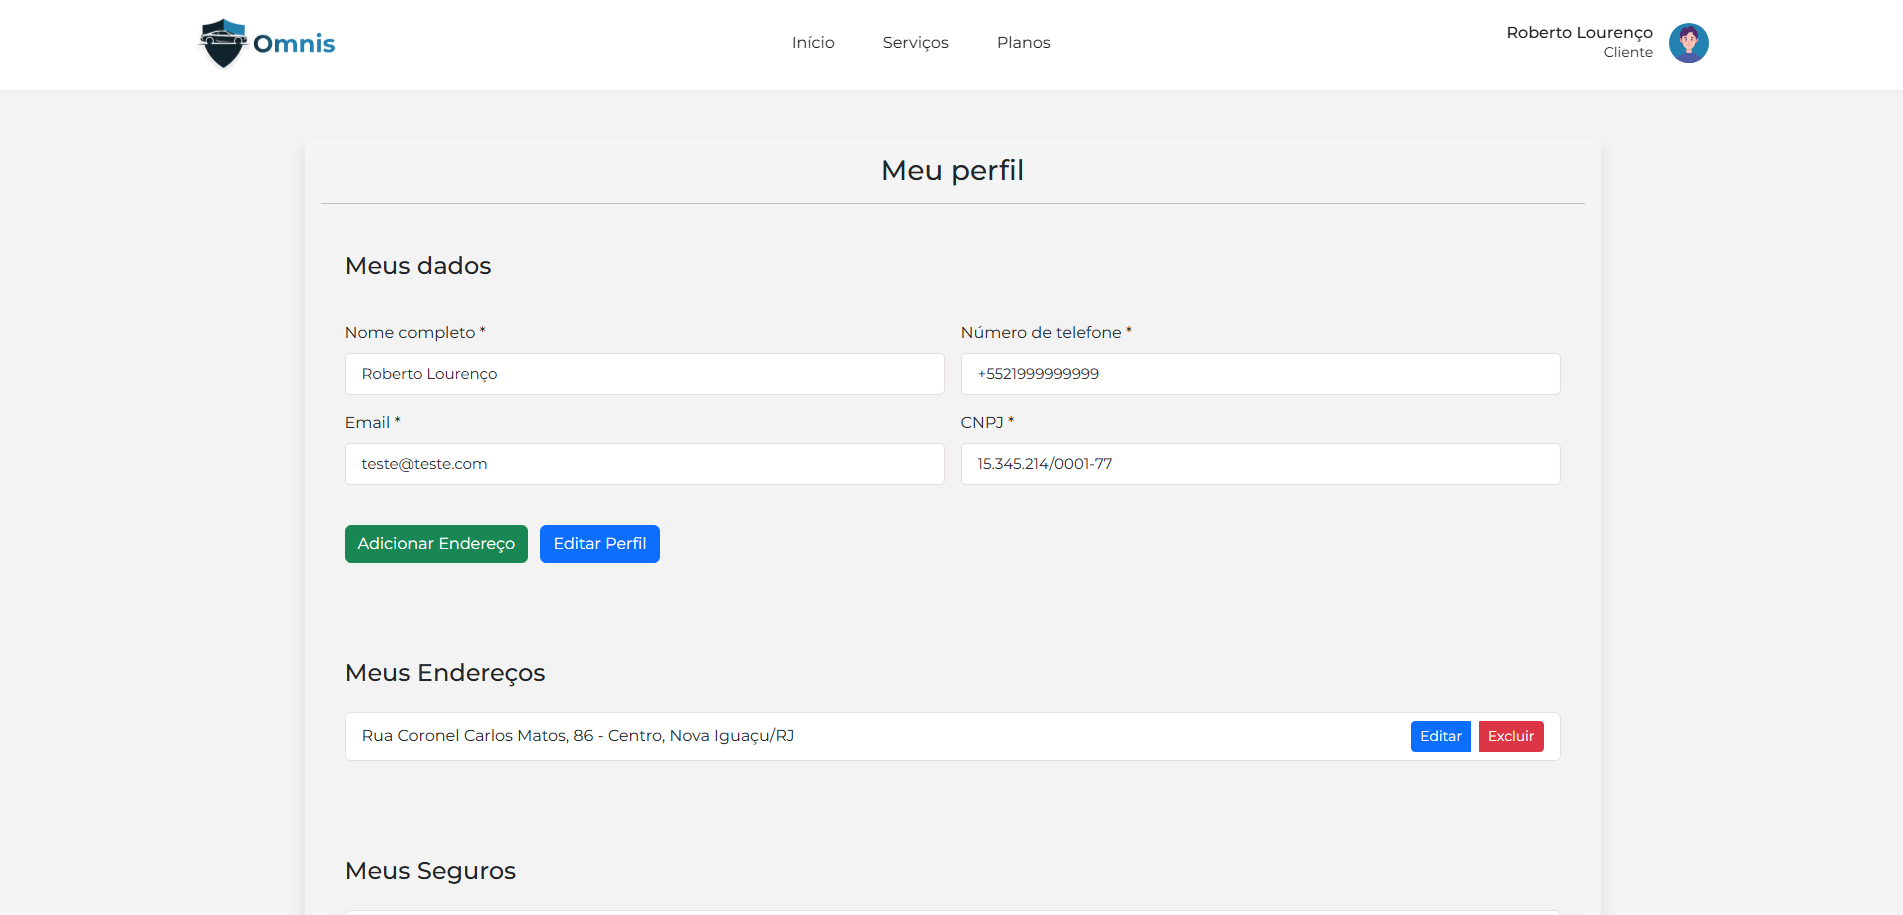 Omnis
Início Serviços Planos
Roberto Lourenço
Cliente
Meu perfil
Meus dados
Nome completo * Número de telefone *
Roberto Lourenço +5521999999999
Email * CNPJ *
teste@teste.com 15.345.214/0001-77
Adicionar Endereço Editar Perfil
Meus Endereços
Rua Coronel Carlos Matos, 86 - Centro, Nova Iguaçu/RJ Editar Excluir
Meus Seguros